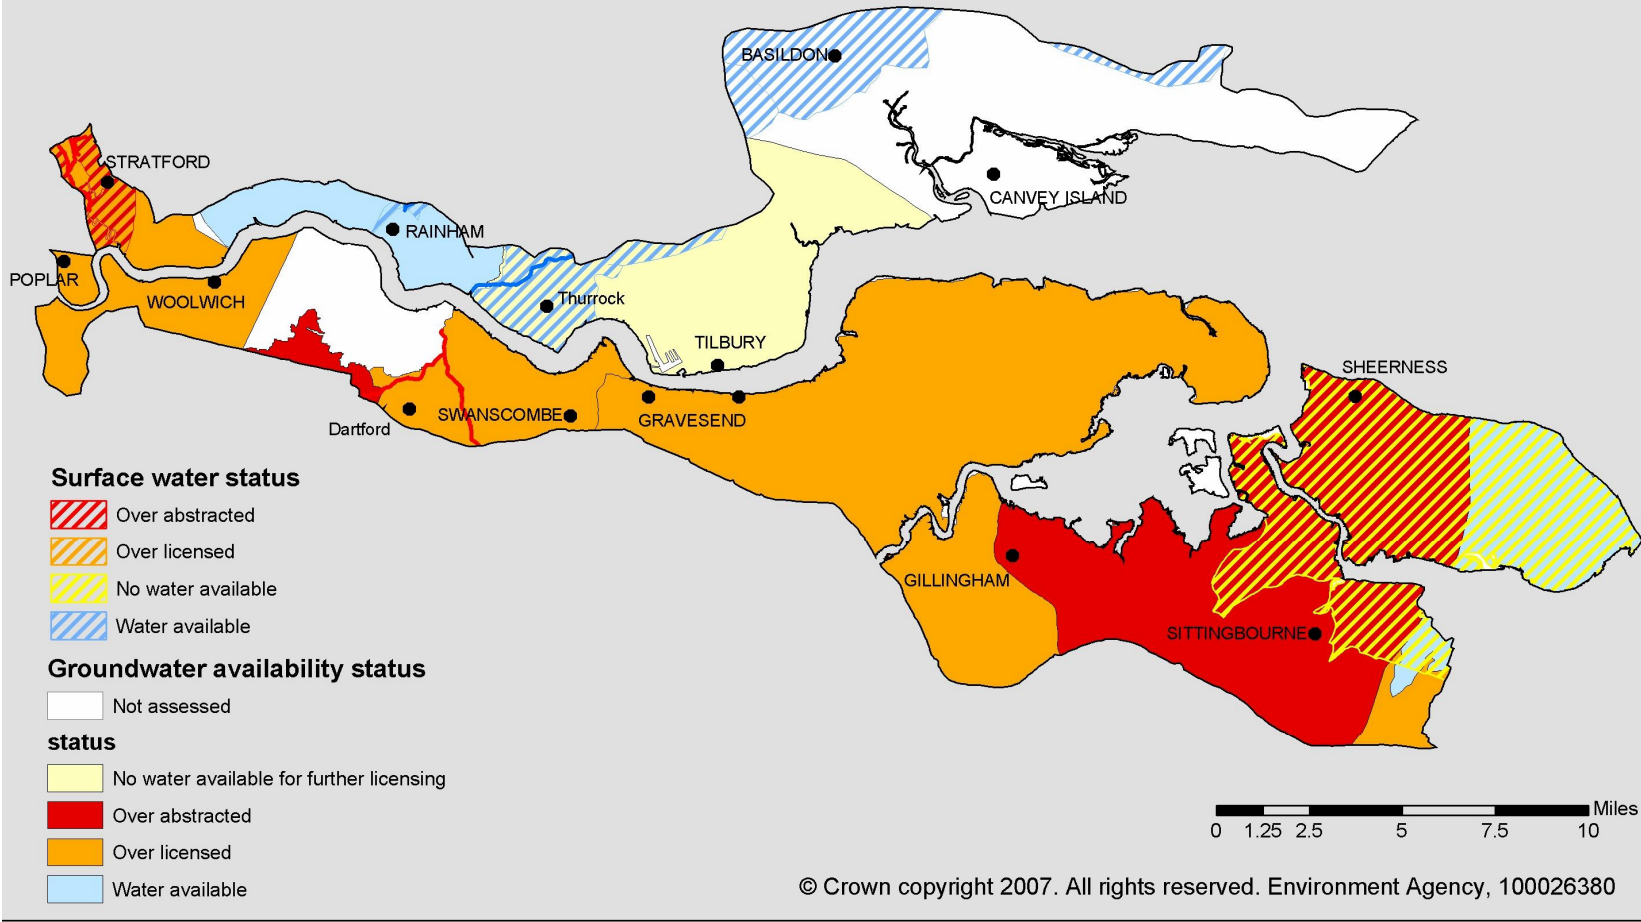 BASILDON
STRATFORD
CANVEY ISLAND
RAINHAM
POPLAR
WOOLWICH
Thurrock
TILBURY
SHEERNESS
SWANSCOMBE
GRAVESEND
Dartford
Surface water status
Over abstracted
Over licensed
No water available
Water available
GILLINGHAM
SITTINGBOURNE
Groundwater availability status
Not assessed
status
No water available for further licensing
Over abstracted
Over licensed
Water available
Miles
0 1.25 2.5 5 7.5 10
© Crown copyright 2007. All rights reserved. Environment Agency, 100026380